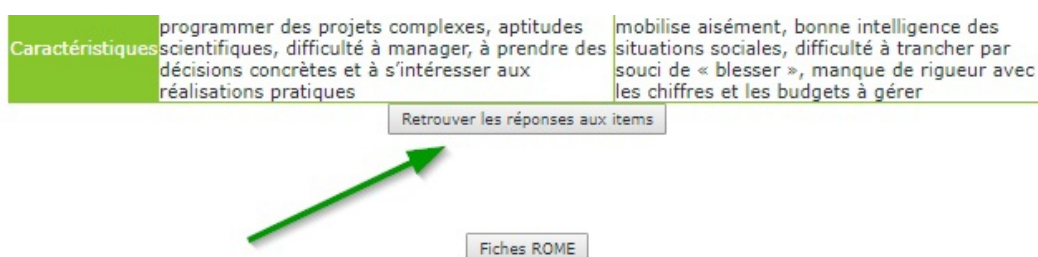 Caractéristiques
programmer des projets complexes, aptitudes
scientifiques, difficulté à manager, à prendre des
décisions concrètes et à s’intéresser aux
réalisations pratiques
mobilise aisément, bonne intelligence des
situations sociales, difficulté à trancher par
souci de « blesser », manque de rigueur avec
les chiffres et les budgets à gérer
Retrouver les réponses aux items
Fiches ROME